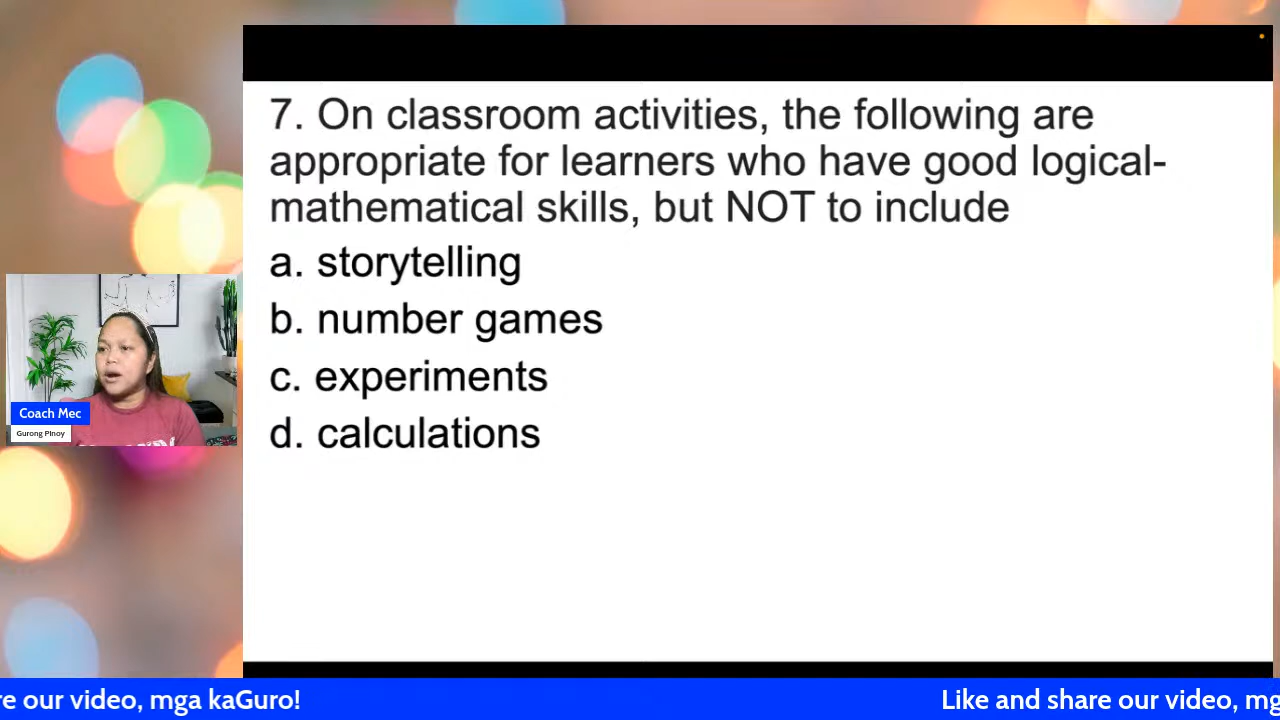 7. On classroom activities, the following are
appropriate for learners who have good logical-
mathematical skills, but NOT to include
a. storytelling
b. number games
c. experiments
d. calculations
Coach Mec
Gurong Pinoy
re our video, mga kaGuro!
Like and share our video, mg